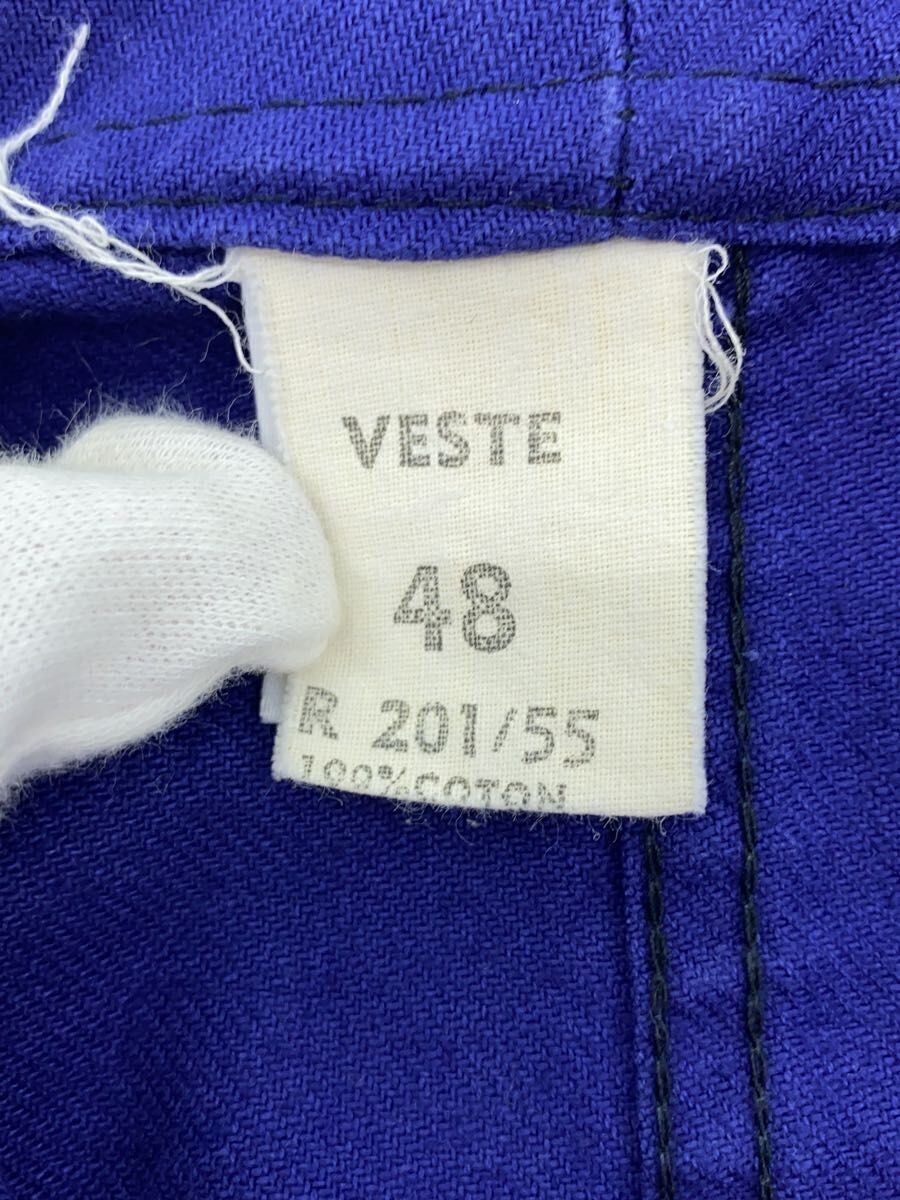 VESTE
48
R 201/55
100% COTON